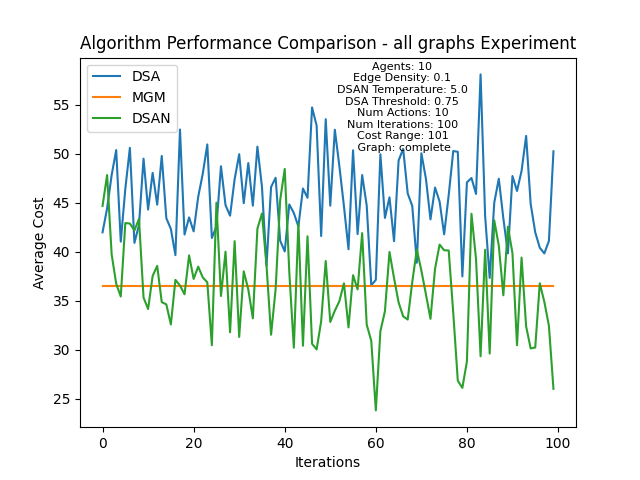 Algorithm Performance Comparison - all graphs Experiment
DSA
MGM
DSAN
Agents: 10
Edge Density: 0.1
DSAN Temperature: 5.0
DSA Threshold: 0.75
Num Actions: 10
Num Iterations: 100
Cost Range: 101
Graph: complete
Average Cost
55
50
45
40
35
30
25
0 20 40 60 80 100
Iterations